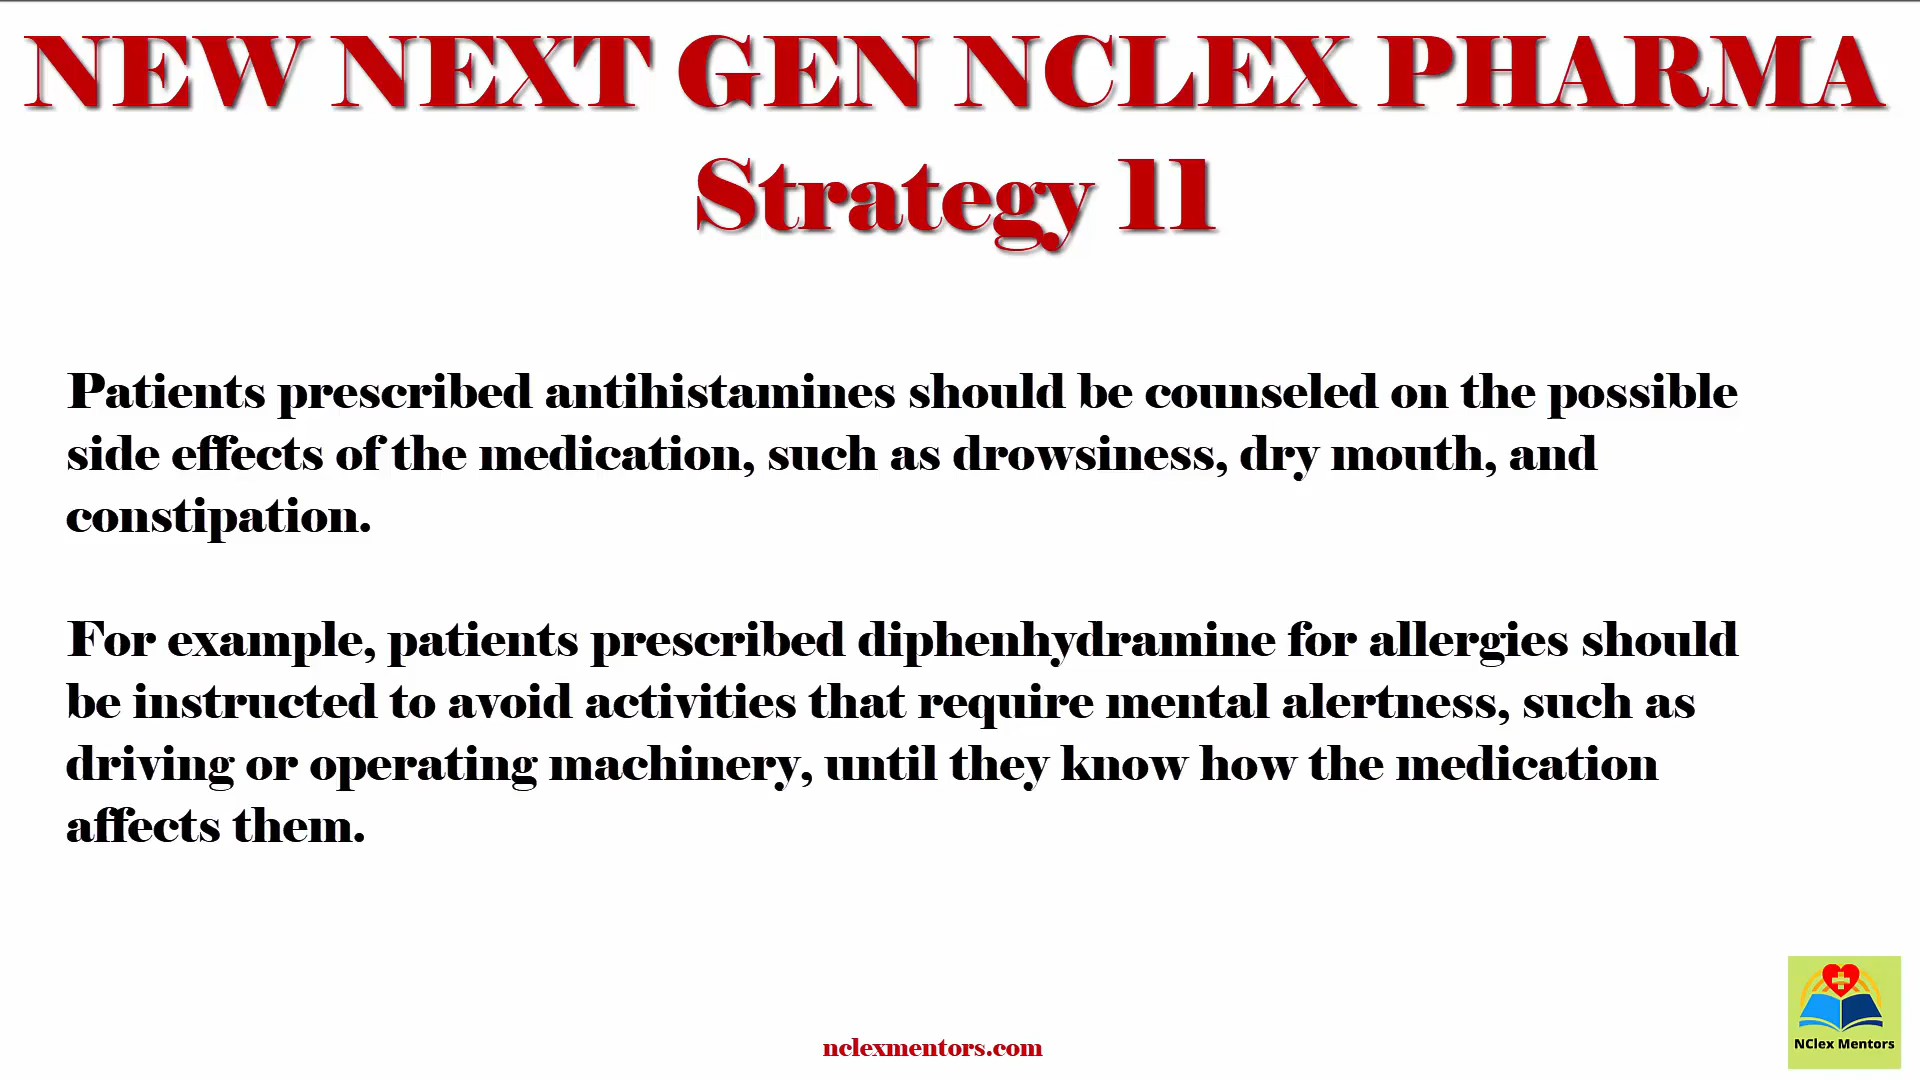 NEW NEXT GEN NCLEX PHARMA
Strategy 11
Patients prescribed antihistamines should be counseled on the possible
side effects of the medication, such as drowsiness, dry mouth, and
constipation.
For example, patients prescribed diphenhydramine for allergies should
be instructed to avoid activities that require mental alertness, such as
driving or operating machinery, until they know how the medication
affects them.
nclexmentors.com
NClex Mentors